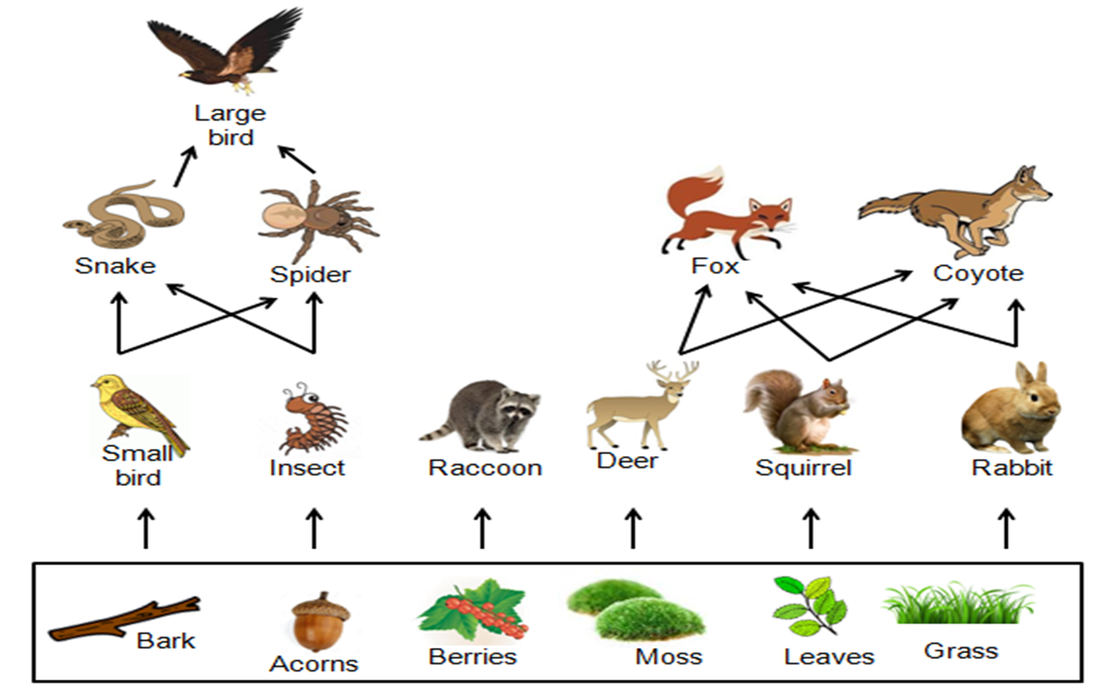 Large
bird
Snake
Spider
Fox
Coyote
Small
bird
Insect
Raccoon
Deer
Squirrel
Rabbit
Bark
Acorns
Berries
Moss
Leaves
Grass